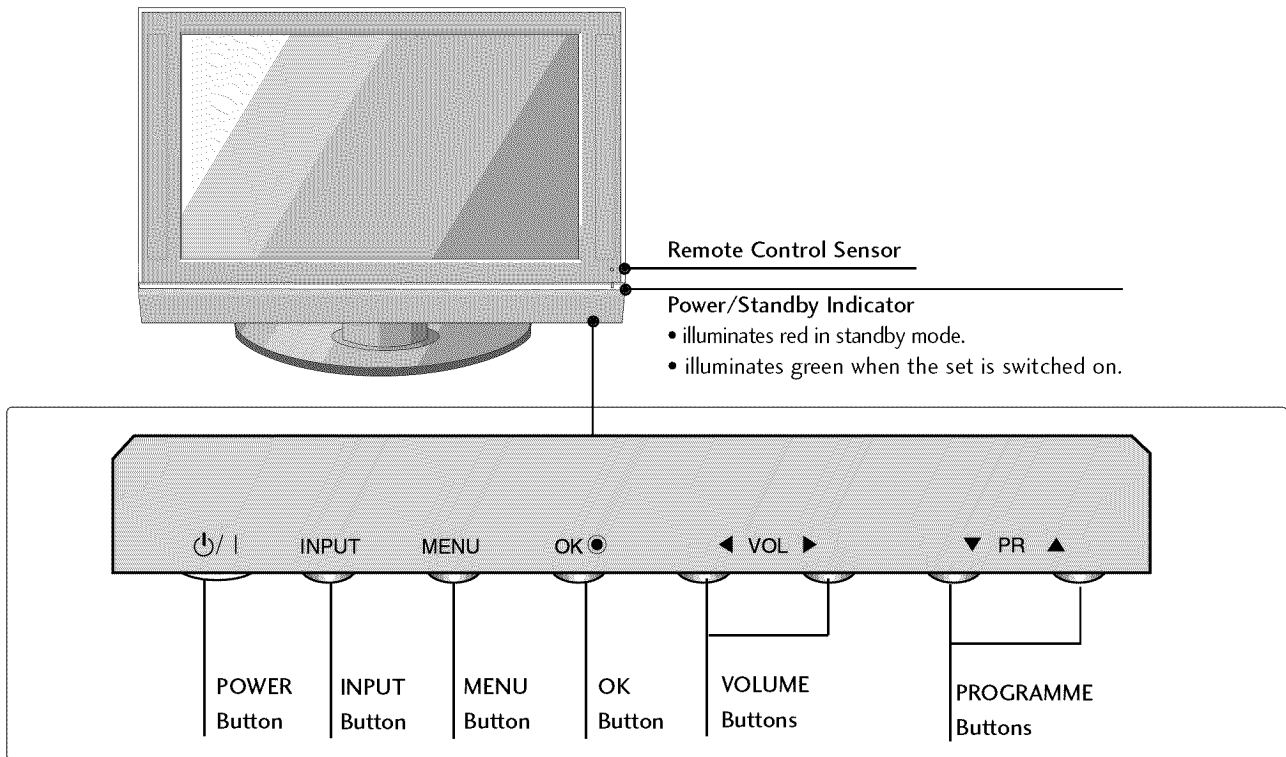 Remote Control Sensor
Power/Standby Indicator
• illuminates red in standby mode.
• illuminates green when the set is switched on.
⏻/ I INPUT MENU OK ◉ ◀ VOL ▶ ▼ PR ▲
POWER Button
INPUT Button
MENU Button
OK Button
VOLUME Buttons
PROGRAMME Buttons